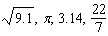 √9.1, π, 3.14, 22/7